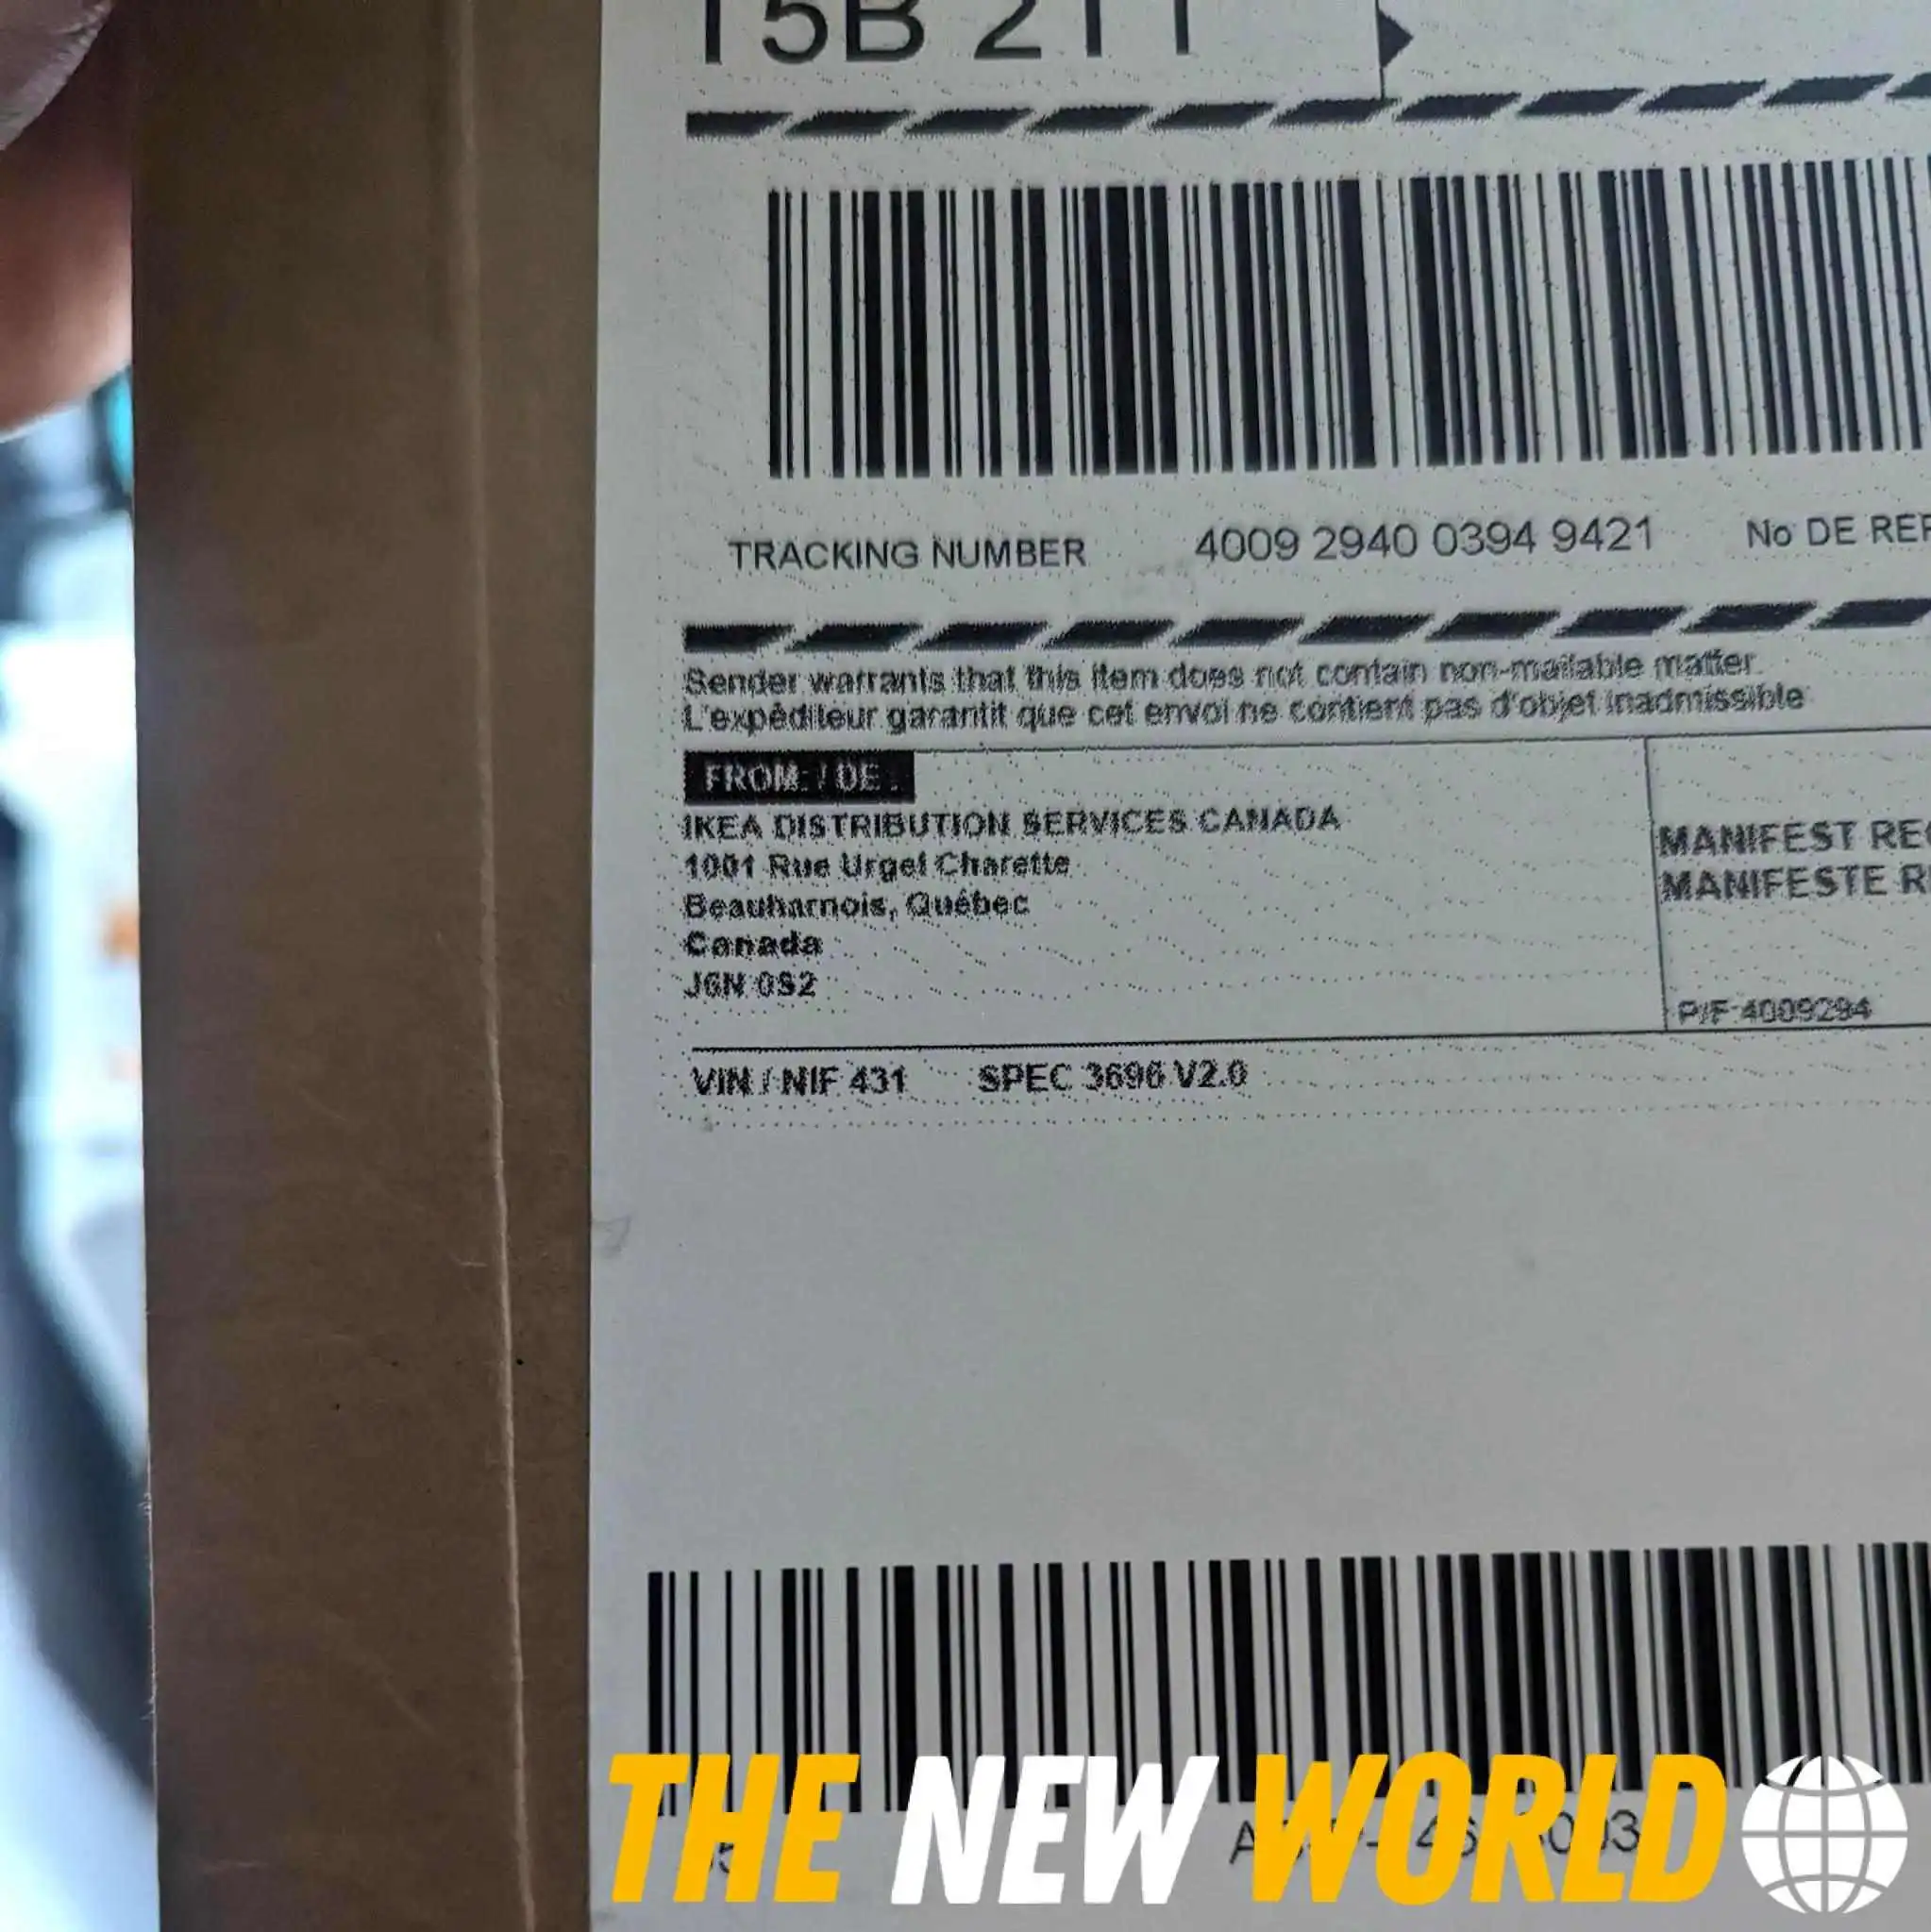 TRACKING NUMBER 4009 2940 0394 9421 No DE REF
Sender warrants that this item does not contain non-mailable matter
L'expéditeur garantit que cet envoi ne contient pas d'objet inadmissible
FROM / DE
IKEA DISTRIBUTION SERVICES CANADA
1001 Rue Urgel Charette
Beauharnois, Québec
Canada
J6N 0S2
MANIFEST RE
MANIFESTE R
P/F 4009294
VIN / NIF 431 SPEC 3696 V2.0
THE NEW WORLD